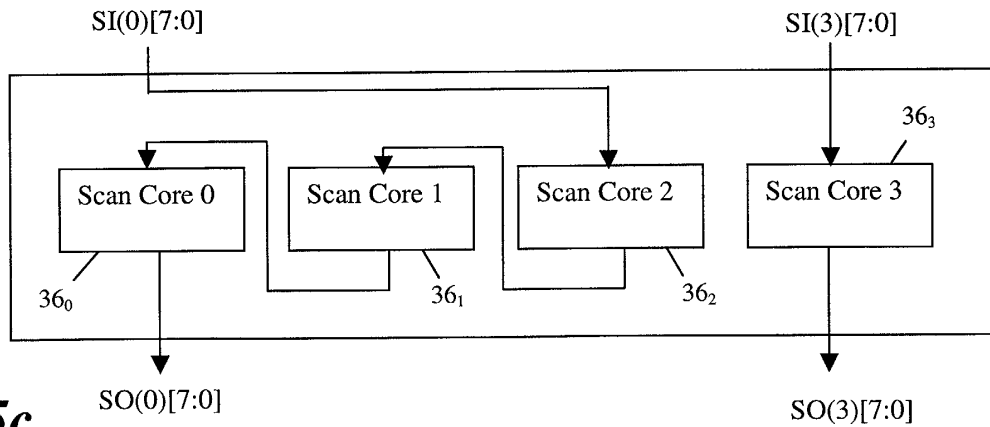 SI(0)[7:0]
SI(3)[7:0]
36₃
Scan Core 0
Scan Core 1
Scan Core 2
Scan Core 3
36₀
36₁
36₂
SO(0)[7:0]
SO(3)[7:0]
5c